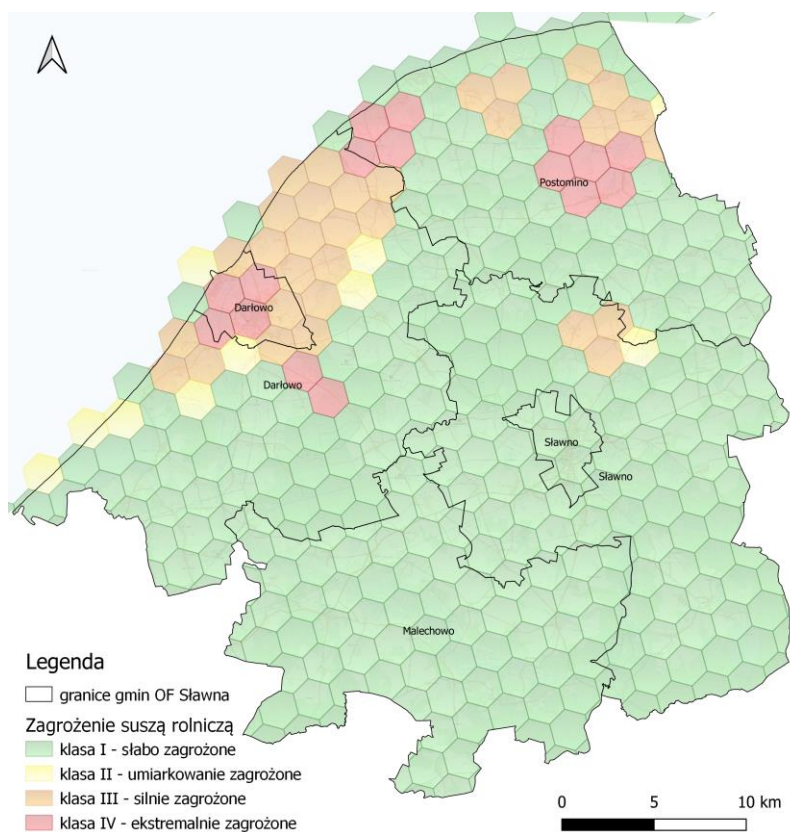 Postomino
Darłowo
Darłowo
Sławno
Sławno
Malechowo
Legenda
granice gmin OF Sławna
Zagrożenie suszą rolniczą
klasa I - słabo zagrożone
klasa II - umiarkowanie zagrożone
klasa III - silnie zagrożone
klasa IV - ekstremalnie zagrożone
0 5 10 km